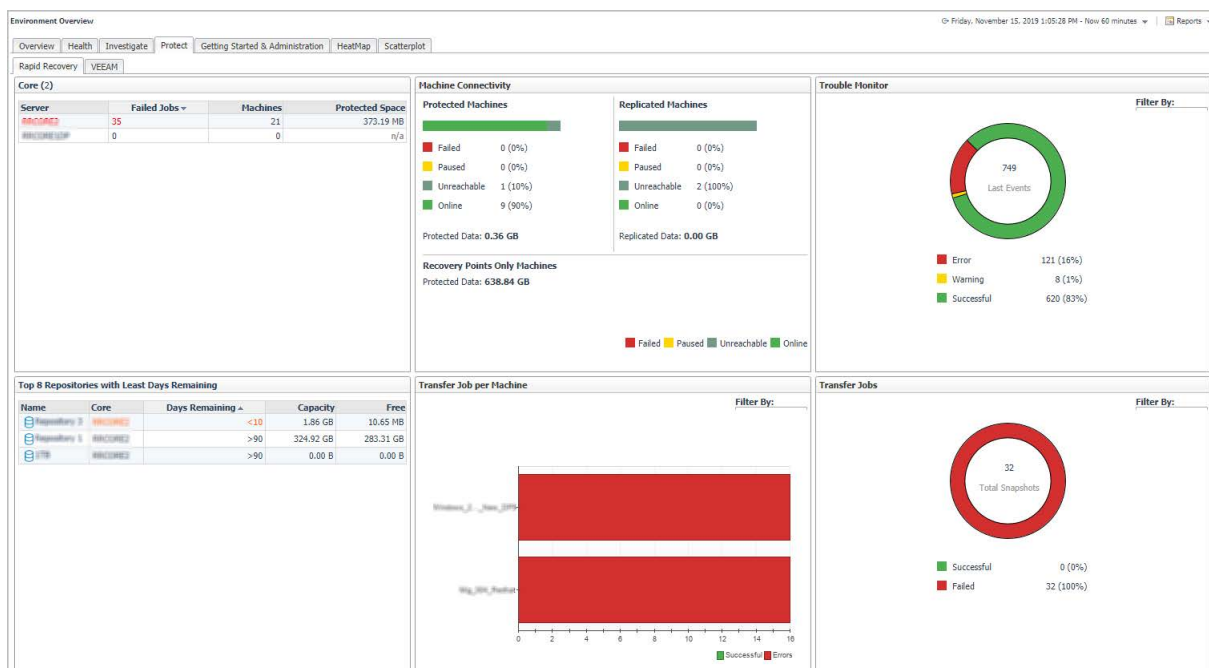 Environment Overview
Friday, November 15, 2019 1:05:28 PM - Now 60 minutes
Reports
Overview Health Investigate Protect Getting Started & Administration HeatMap Scatterplot
Rapid Recovery VEEAM
Core (2)
Server Failed Jobs Machines Protected Space
35 21 373.19 MB
0 0 n/a
Machine Connectivity
Protected Machines
Failed 0 (0%)
Paused 0 (0%)
Unreachable 1 (10%)
Online 9 (90%)
Protected Data: 0.36 GB
Replicated Machines
Failed 0 (0%)
Paused 0 (0%)
Unreachable 2 (100%)
Online 0 (0%)
Replicated Data: 0.00 GB
Recovery Points Only Machines
Protected Data: 638.84 GB
Failed Paused Unreachable Online
Trouble Monitor
Filter By:
749
Last Events
Error 121 (16%)
Warning 8 (1%)
Successful 620 (83%)
Top 8 Repositories with Least Days Remaining
Name Core Days Remaining Capacity Free
<10 1.86 GB 10.65 MB
>90 324.92 GB 283.31 GB
>90 0.00 B 0.00 B
Transfer Job per Machine
Filter By:
0 2 4 6 8 10 12 14 16
Successful Errors
Transfer Jobs
Filter By:
32
Total Snapshots
Successful 0 (0%)
Failed 32 (100%)